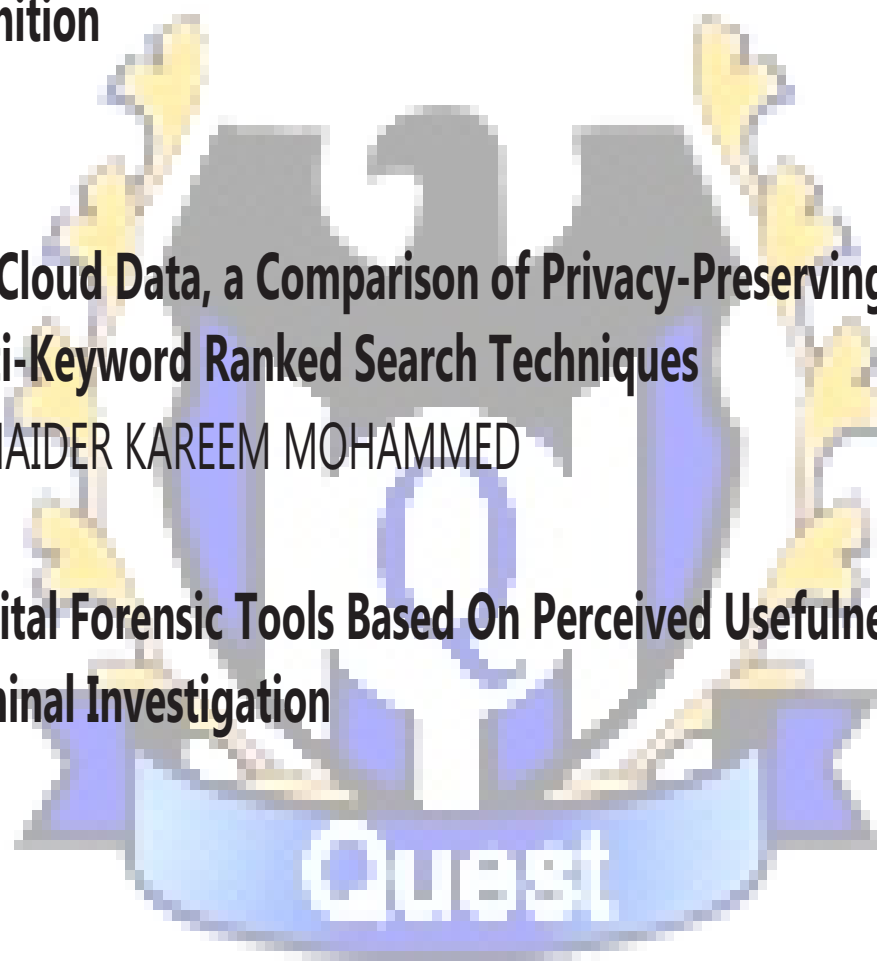 nition
Cloud Data, a Comparison of Privacy-Preserving
i-Keyword Ranked Search Techniques
HAIDER KAREEM MOHAMMED
ital Forensic Tools Based On Perceived Usefulne
inal Investigation
Q
Quest